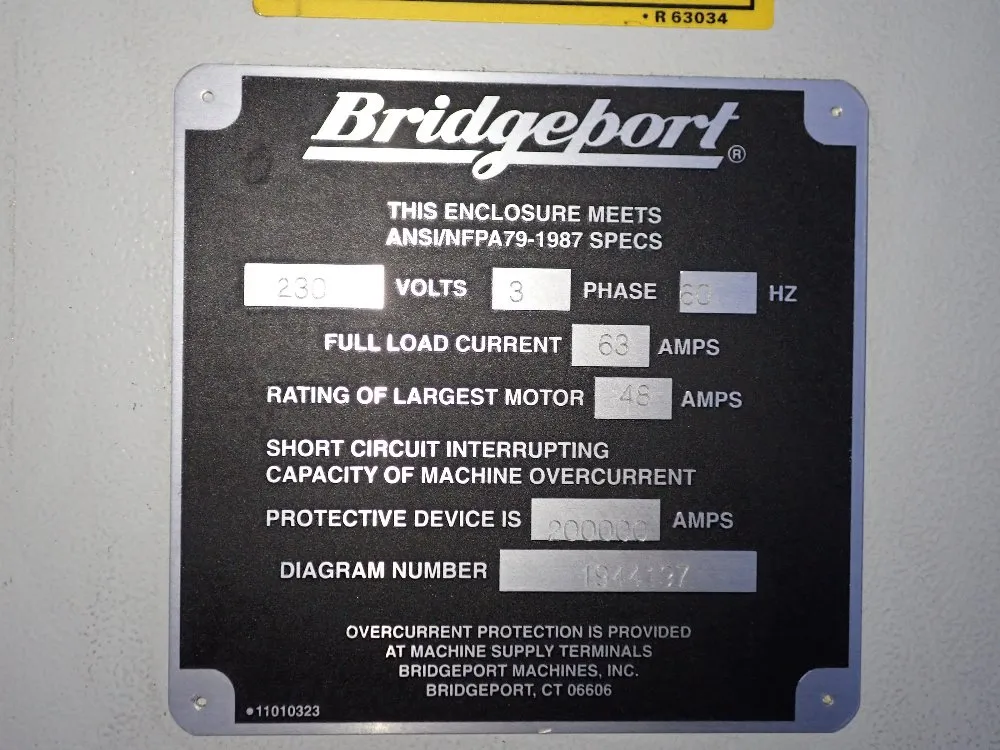 • R 63034
Bridgeport ®
THIS ENCLOSURE MEETS
ANSI/NFPA79-1987 SPECS
230 VOLTS 3 PHASE 60 HZ
FULL LOAD CURRENT 63 AMPS
RATING OF LARGEST MOTOR 48 AMPS
SHORT CIRCUIT INTERRUPTING
CAPACITY OF MACHINE OVERCURRENT
PROTECTIVE DEVICE IS 200000 AMPS
DIAGRAM NUMBER
OVERCURRENT PROTECTION IS PROVIDED
AT MACHINE SUPPLY TERMINALS
BRIDGEPORT MACHINES, INC.
BRIDGEPORT, CT 06606
•11010323